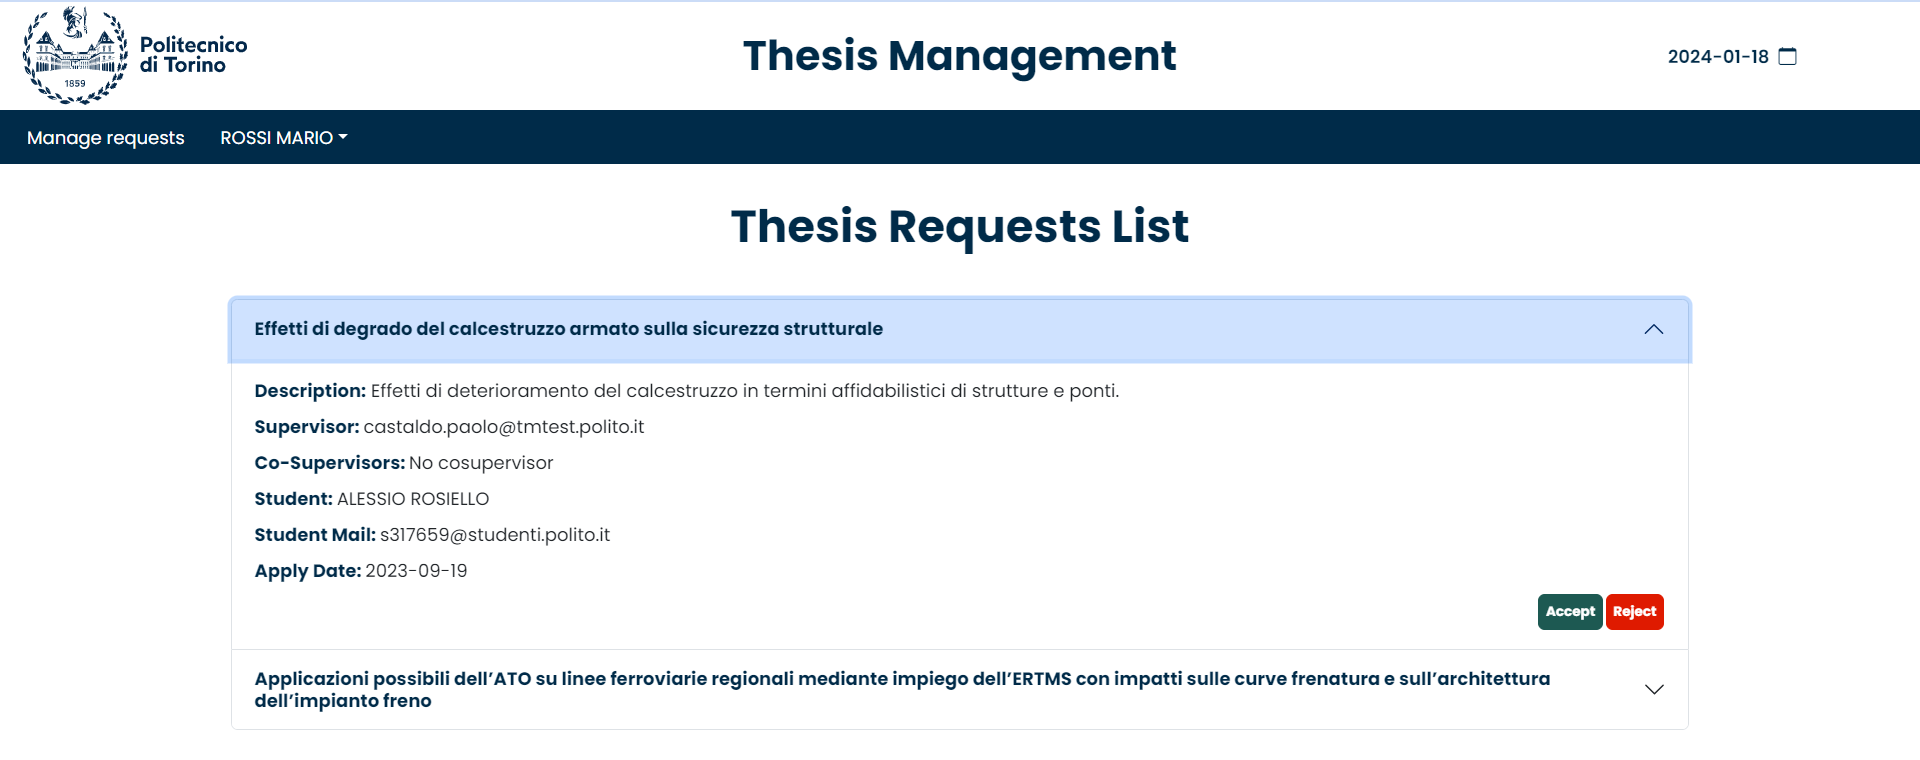 1859
Politecnico
di Torino
Thesis Management
2024-01-18
Manage requests
ROSSI MARIO
Thesis Requests List
Effetti di degrado del calcestruzzo armato sulla sicurezza strutturale
Description: Effetti di deterioramento del calcestruzzo in termini affidabilistici di strutture e ponti.
Supervisor: castaldo.paolo@tmtest.polito.it
Co-Supervisors: No cosupervisor
Student: ALESSIO ROSIELLO
Student Mail: s317659@studenti.polito.it
Apply Date: 2023-09-19
Accept
Reject
Applicazioni possibili dell’ATO su linee ferroviarie regionali mediante impiego dell’ERTMS con impatti sulle curve frenatura e sull’architettura
dell’impianto freno